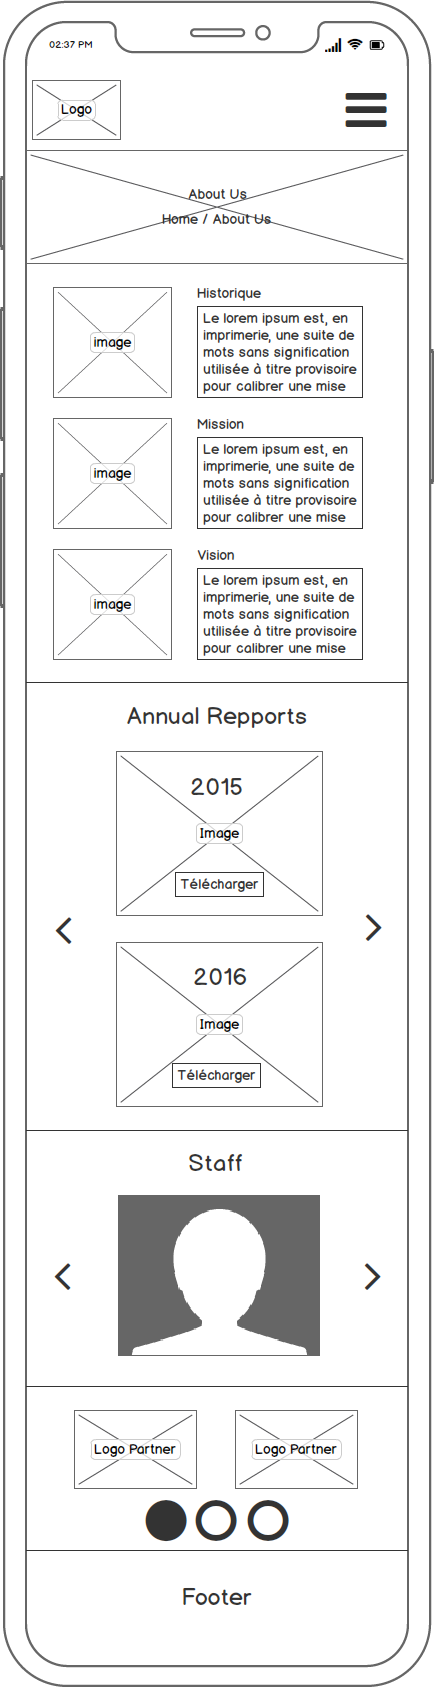 02:37 PM
Logo
About Us
Home / About Us
Historique
image
Le lorem ipsum est, en
imprimerie, une suite de
mots sans signification
utilisée à titre provisoire
pour calibrer une mise
Mission
image
Le lorem ipsum est, en
imprimerie, une suite de
mots sans signification
utilisée à titre provisoire
pour calibrer une mise
Vision
image
Le lorem ipsum est, en
imprimerie, une suite de
mots sans signification
utilisée à titre provisoire
pour calibrer une mise
Annual Repports
2015
Image
Télécharger
2016
Image
Télécharger
Staff
Logo Partner
Logo Partner
Footer